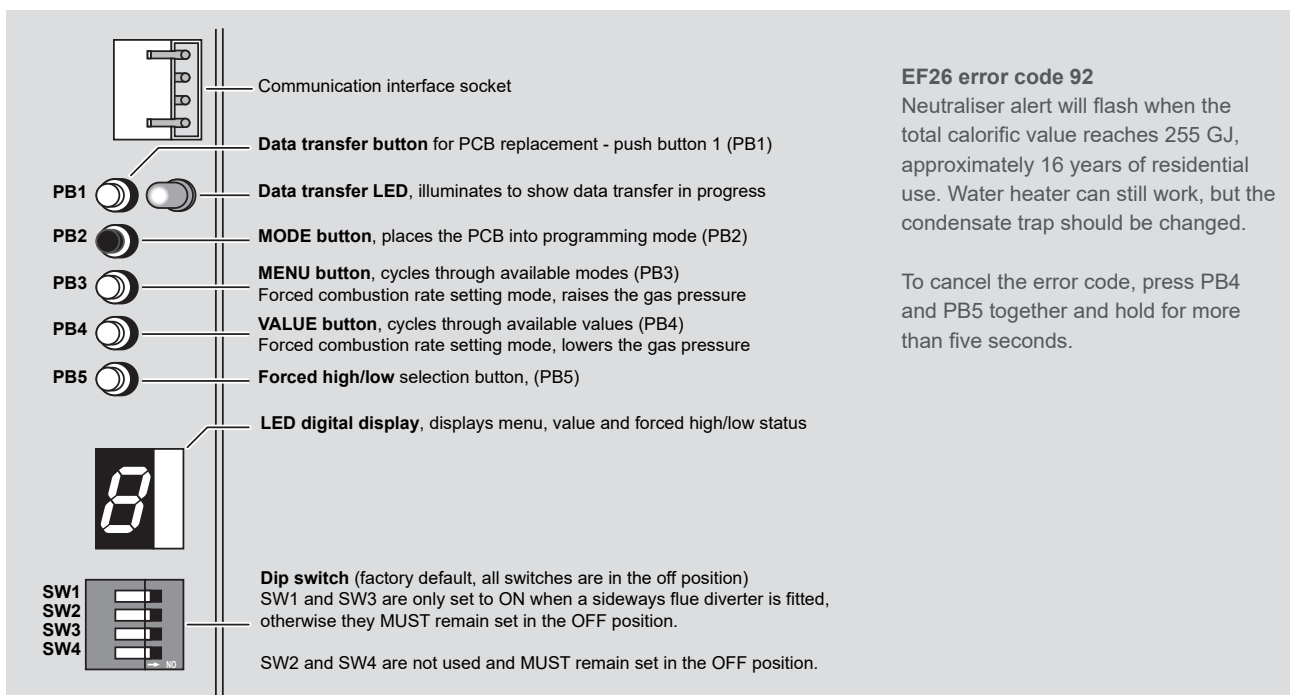 Communication interface socket
Data transfer button for PCB replacement - push button 1 (PB1)
PB1
Data transfer LED, illuminates to show data transfer in progress
PB2
MODE button, places the PCB into programming mode (PB2)
PB3
MENU button, cycles through available modes (PB3)
Forced combustion rate setting mode, raises the gas pressure
PB4
VALUE button, cycles through available values (PB4)
Forced combustion rate setting mode, lowers the gas pressure
PB5
Forced high/low selection button, (PB5)
LED digital display, displays menu, value and forced high/low status
8
Dip switch (factory default, all switches are in the off position)
SW1 and SW3 are only set to ON when a sideways flue diverter is fitted,
otherwise they MUST remain set in the OFF position.
SW2 and SW4 are not used and MUST remain set in the OFF position.
SW1
SW2
SW3
SW4
→ NO
EF26 error code 92
Neutraliser alert will flash when the
total calorific value reaches 255 GJ,
approximately 16 years of residential
use. Water heater can still work, but the
condensate trap should be changed.
To cancel the error code, press PB4
and PB5 together and hold for more
than five seconds.